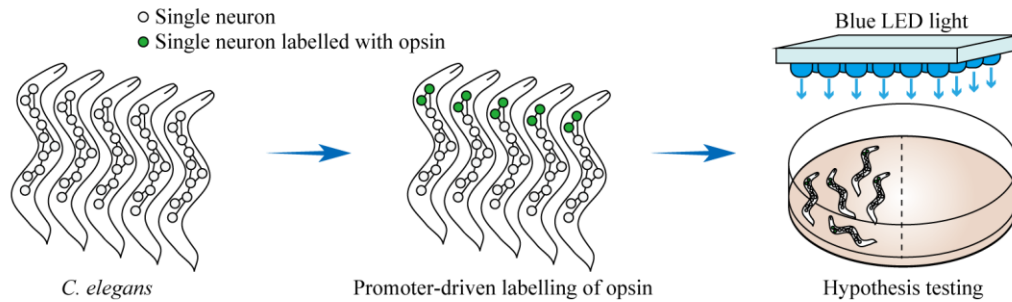 Single neuron
Single neuron labelled with opsin
Blue LED light
C. elegans
Promoter-driven labelling of opsin
Hypothesis testing